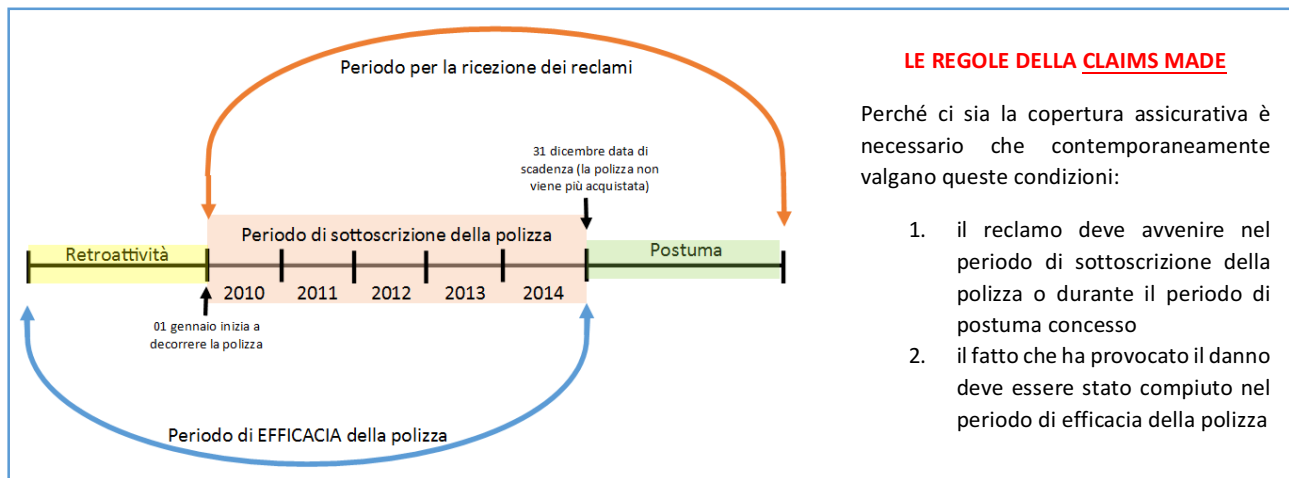 Periodo per la ricezione dei reclami
31 dicembre data di
scadenza (la polizza non
viene più acquistata)
Periodo di sottoscrizione della polizza
Retroattività
Postuma
2010
2011
2012
2013
2014
01 gennaio inizia a
decorrere la polizza
Periodo di EFFICACIA della polizza
LE REGOLE DELLA CLAIMS MADE
Perché ci sia la copertura assicurativa è
necessario che contemporaneamente
valgano queste condizioni:
1. il reclamo deve avvenire nel
periodo di sottoscrizione della
polizza o durante il periodo di
postuma concesso
2. il fatto che ha provocato il danno
deve essere stato compiuto nel
periodo di efficacia della polizza